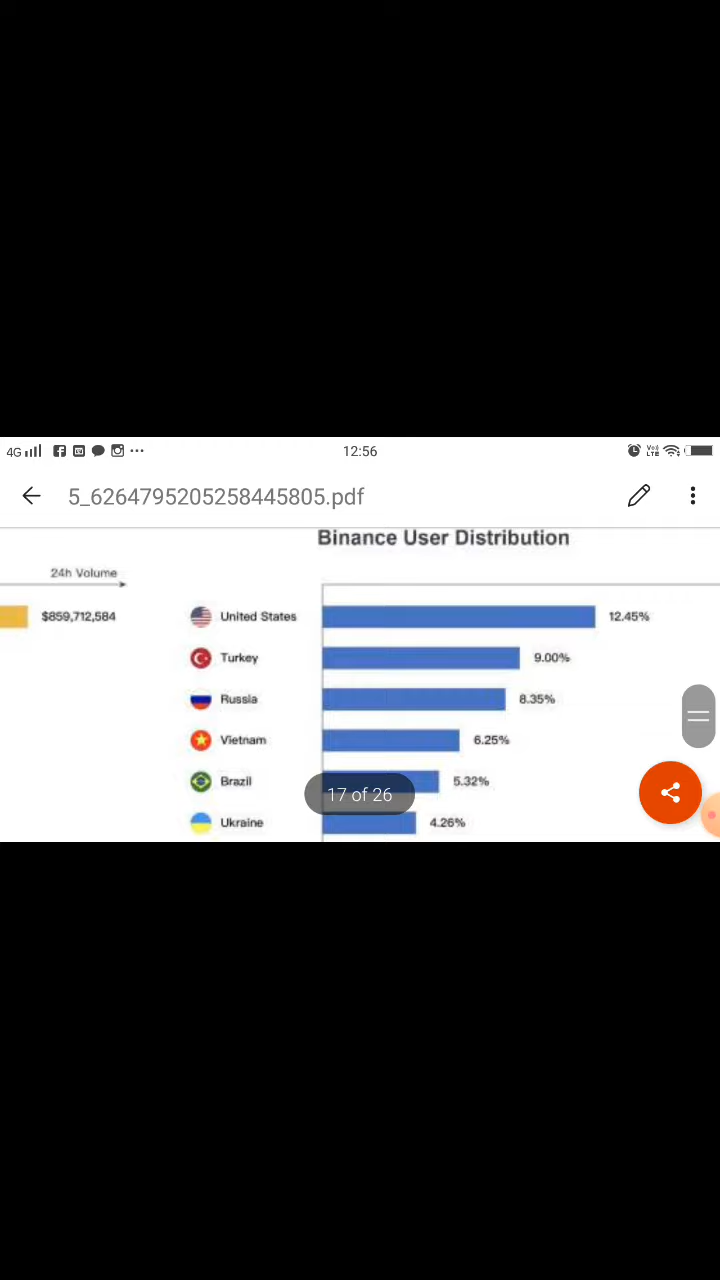 4G 12:56 VoLTE
5_6264795205258445805.pdf
Binance User Distribution
24h Volume
$859,712,584
United States 12.45%
Turkey 9.00%
Russia 8.35%
Vietnam 6.25%
Brazil 5.32%
17 of 26
Ukraine 4.26%